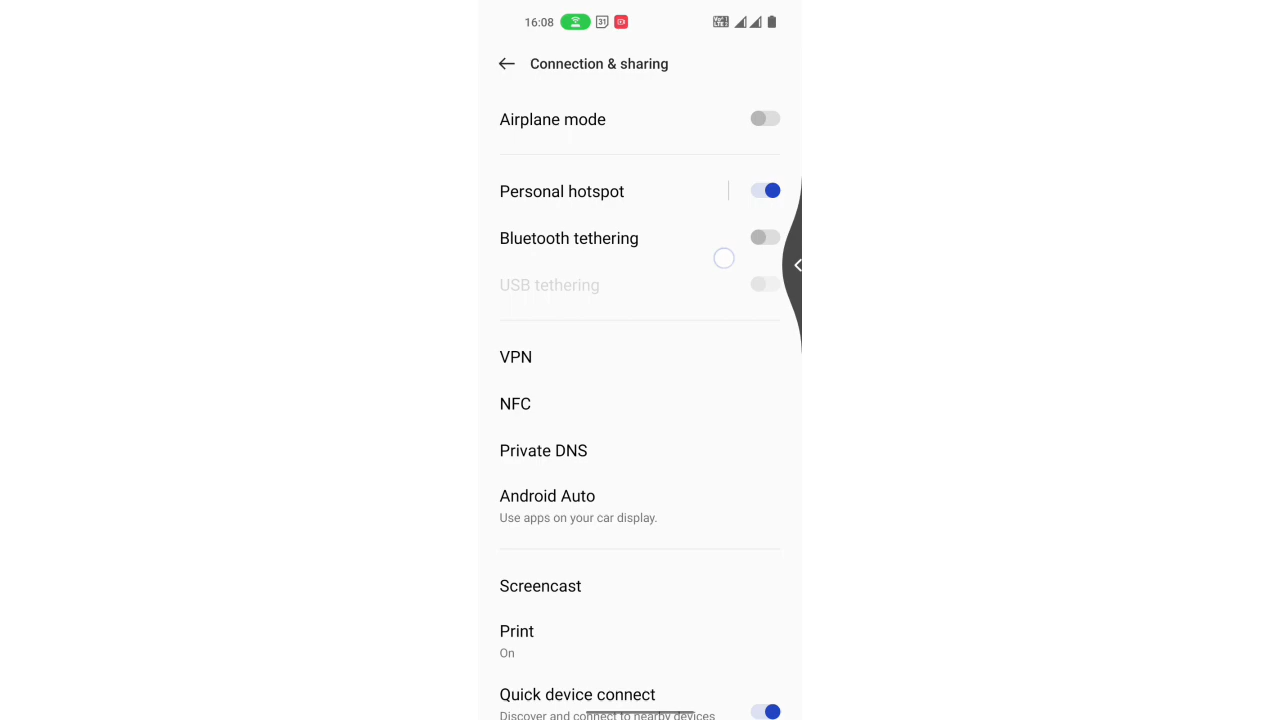 16:08 31
Connection & sharing
Airplane mode
Personal hotspot
Bluetooth tethering
USB tethering
VPN
NFC
Private DNS
Android Auto
Use apps on your car display.
Screencast
Print
On
Quick device connect
Discover and connect to nearby devices